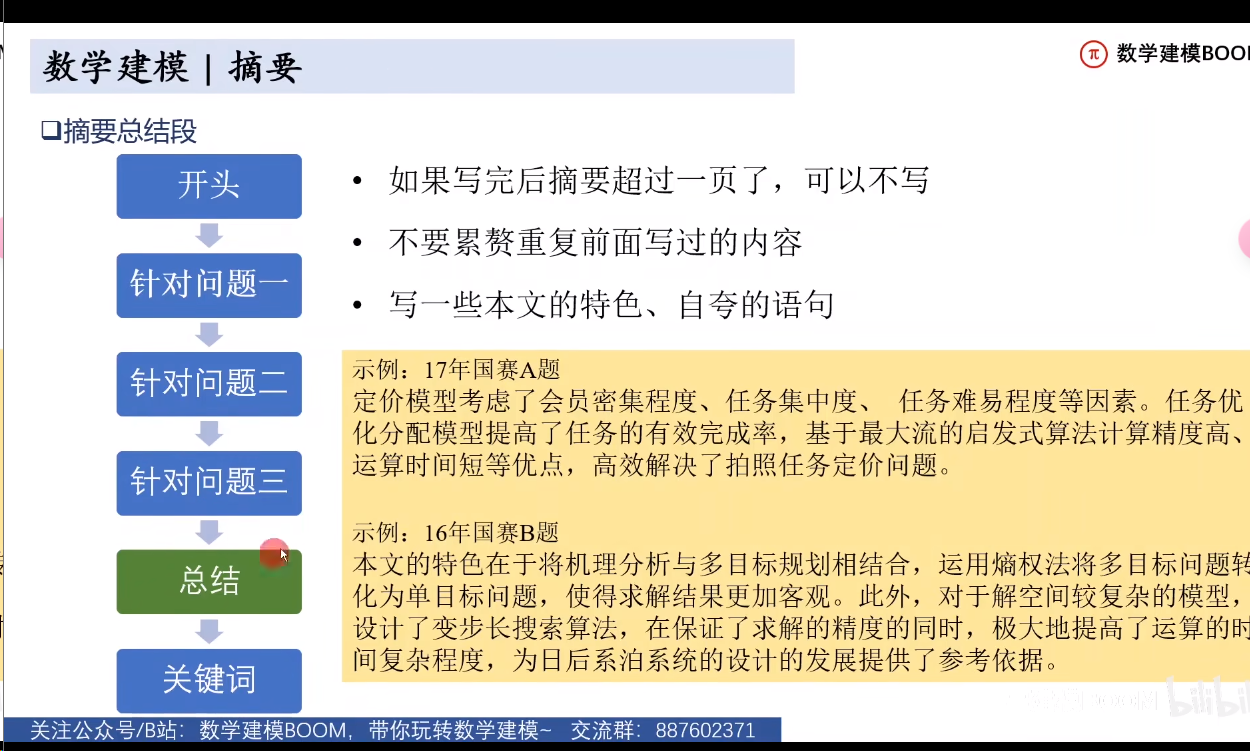 数学建模 | 摘要
π 数学建模BOO
摘要总结段
开头
针对问题一
针对问题二
针对问题三
总结
关键词
• 如果写完后摘要超过一页了，可以不写
• 不要累赘重复前面写过的内容
• 写一些本文的特色、自夸的语句
示例：17年国赛A题
定价模型考虑了会员密集程度、任务集中度、 任务难易程度等因素。任务优
化分配模型提高了任务的有效完成率，基于最大流的启发式算法计算精度高、
运算时间短等优点，高效解决了拍照任务定价问题。
示例：16年国赛B题
本文的特色在于将机理分析与多目标规划相结合，运用熵权法将多目标问题转
化为单目标问题，使得求解结果更加客观。此外，对于解空间较复杂的模型，
设计了变步长搜索算法，在保证了求解的精度的同时，极大地提高了运算的时
间复杂程度，为日后系泊系统的设计的发展提供了参考依据。
bilibili
关注公众号/B站：数学建模BOOM，带你玩转数学建模~ 交流群：887602371